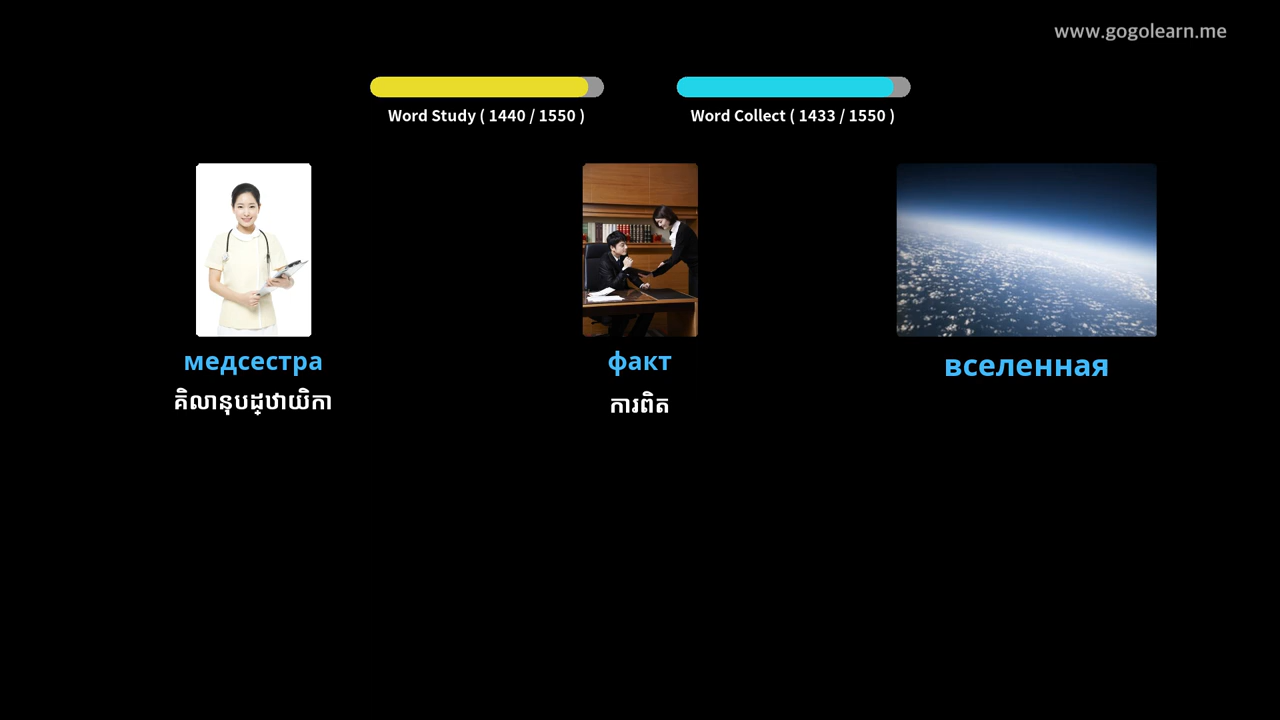 www.gogolearn.me
Word Study ( 1440 / 1550 )
Word Collect ( 1433 / 1550 )
медсестра
គិលានុបដ្ឋាយិកា
факт
ការពិត
вселенная